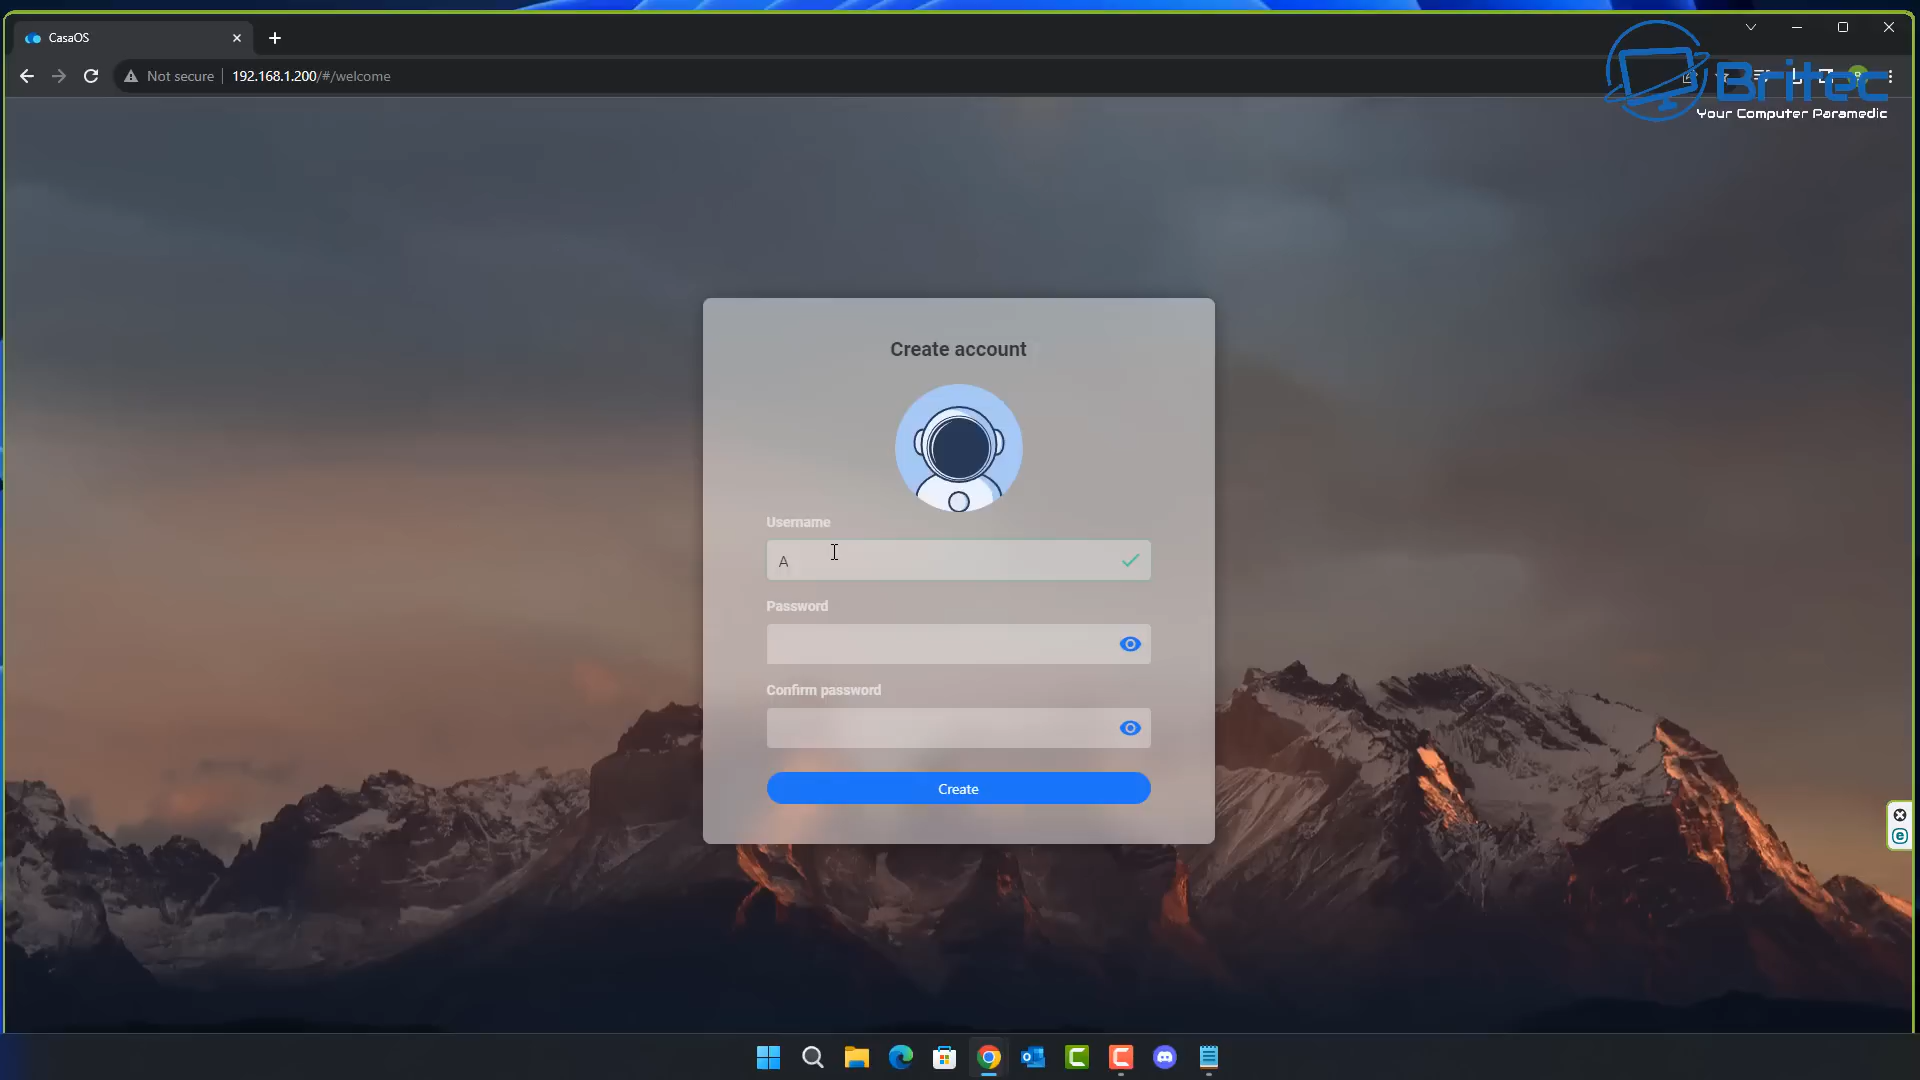 CasaOS
Not secure
192.168.1.200/#/welcome
Britec
Your Computer Paramedic
Create account
Username
A
Password
Confirm password
Create